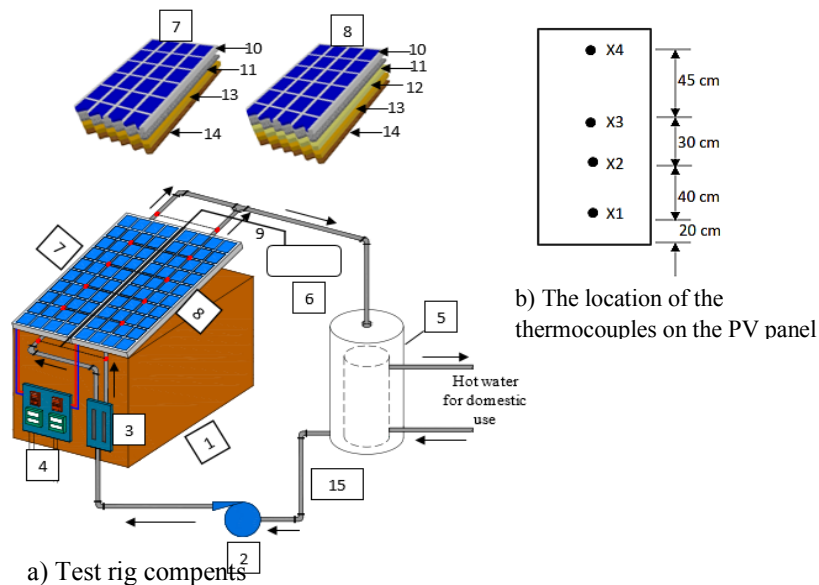 7
10
11
13
14
8
10
11
12
13
14
X4
X3
X2
X1
45 cm
30 cm
40 cm
20 cm
b) The location of the
thermocouples on the PV panel
7
8
9
6
5
Hot water
for domestic
use
3
4
1
15
2
a) Test rig compents